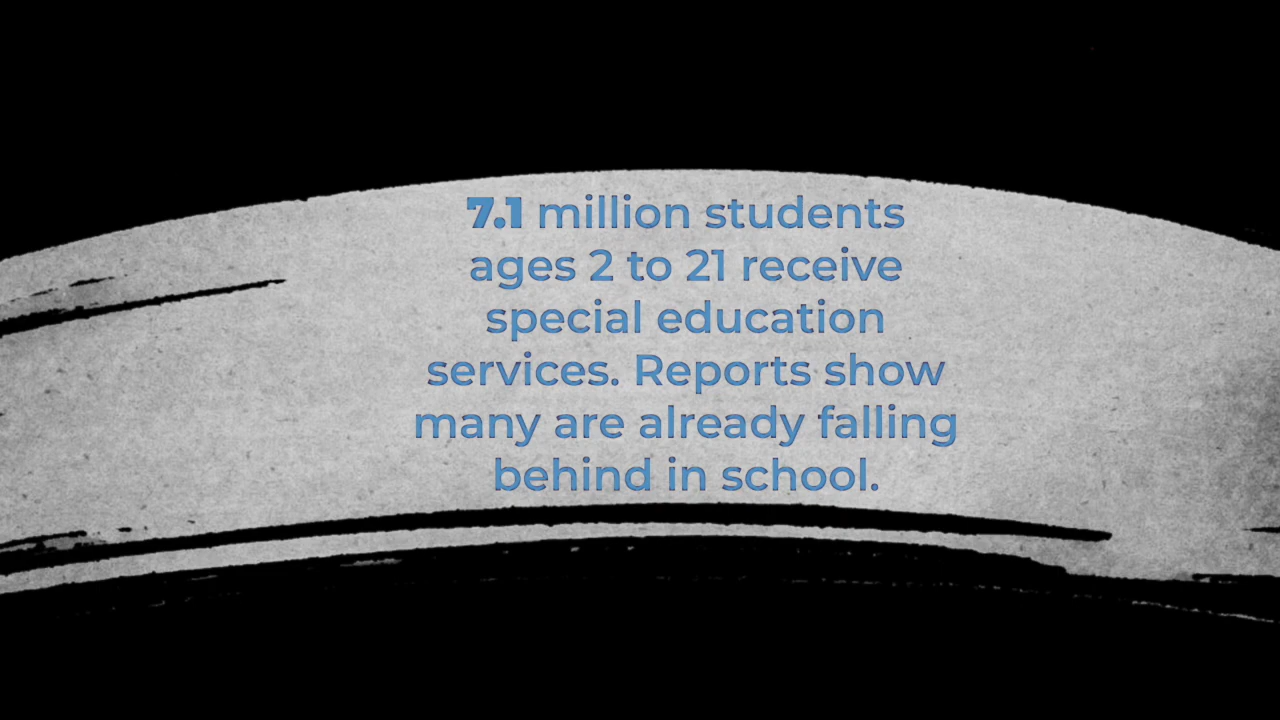 7.1 million students
ages 2 to 21 receive
special education
services. Reports show
many are already falling
behind in school.